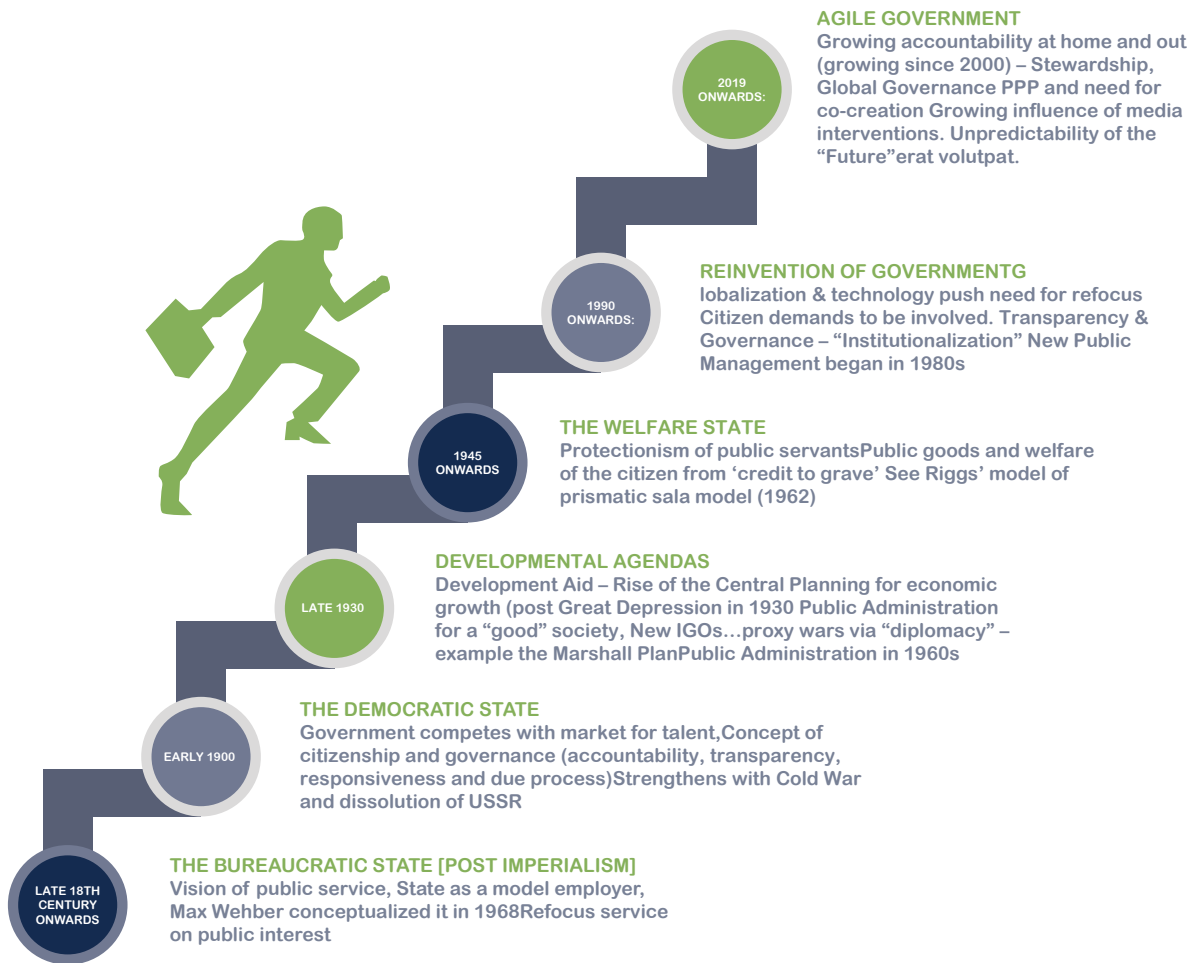 AGILE GOVERNMENT
Growing accountability at home and out
(growing since 2000) – Stewardship,
Global Governance PPP and need for
co-creation Growing influence of media
interventions. Unpredictability of the
“Future”erat volutpat.
2019
ONWARDS:
REINVENTION OF GOVERNMENTG
lobalization & technology push need for refocus
Citizen demands to be involved. Transparency &
Governance – “Institutionalization” New Public
Management began in 1980s
1990
ONWARDS:
THE WELFARE STATE
Protectionism of public servantsPublic goods and welfare
of the citizen from ‘credit to grave’ See Riggs’ model of
prismatic sala model (1962)
1945
ONWARDS
DEVELOPMENTAL AGENDAS
Development Aid – Rise of the Central Planning for economic
growth (post Great Depression in 1930 Public Administration
for a “good” society, New IGOs…proxy wars via “diplomacy” –
example the Marshall PlanPublic Administration in 1960s
LATE 1930
THE DEMOCRATIC STATE
Government competes with market for talent,Concept of
citizenship and governance (accountability, transparency,
responsiveness and due process)Strengthens with Cold War
and dissolution of USSR
EARLY 1900
THE BUREAUCRATIC STATE [POST IMPERIALISM]
Vision of public service, State as a model employer,
Max Wehber conceptualized it in 1968Refocus service
on public interest
LATE 18TH
CENTURY
ONWARDS